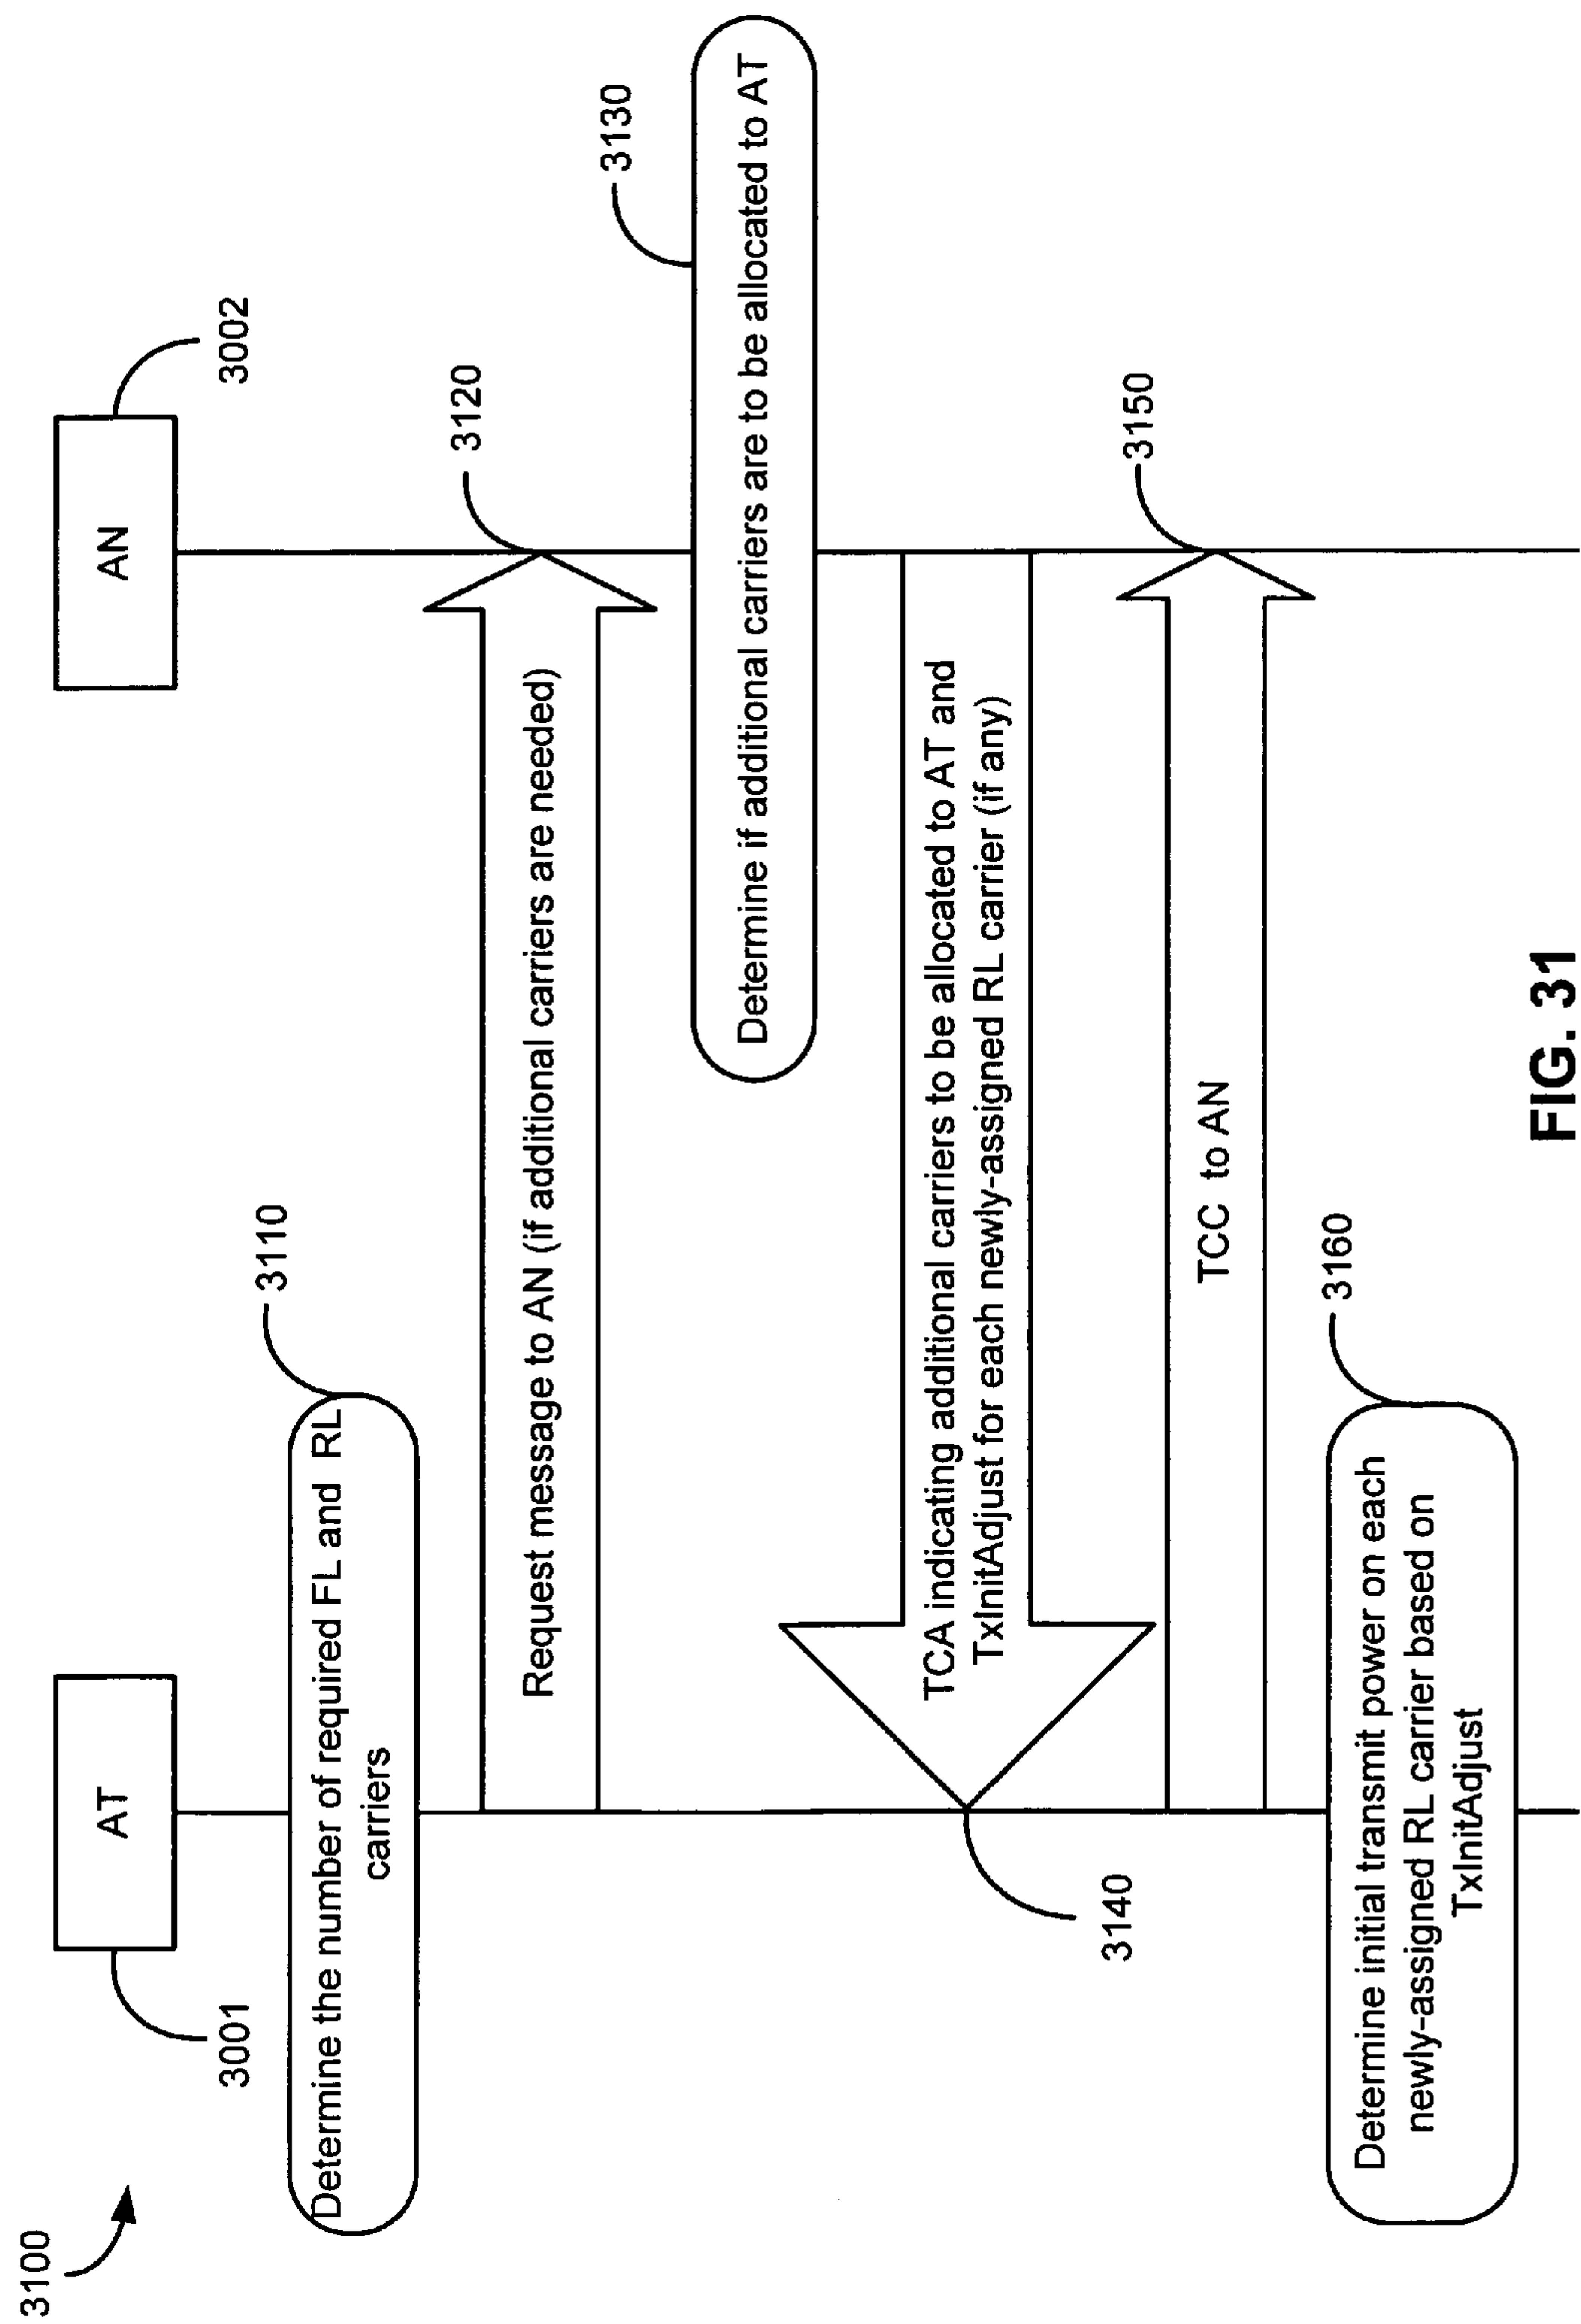 3100
AT
3001
AN
3002
3110
Determine the number of required FL and RL
carriers
3120
Request message to AN (if additional carriers are needed)
3130
Determine if additional carriers are to be allocated to AT
TCA indicating additional carriers to be allocated to AT and
TxInitAdjust for each newly-assigned RL carrier (if any)
3140
3150
TCC to AN
3160
Determine initial transmit power on each
newly-assigned RL carrier based on
TxInitAdjust
FIG. 31